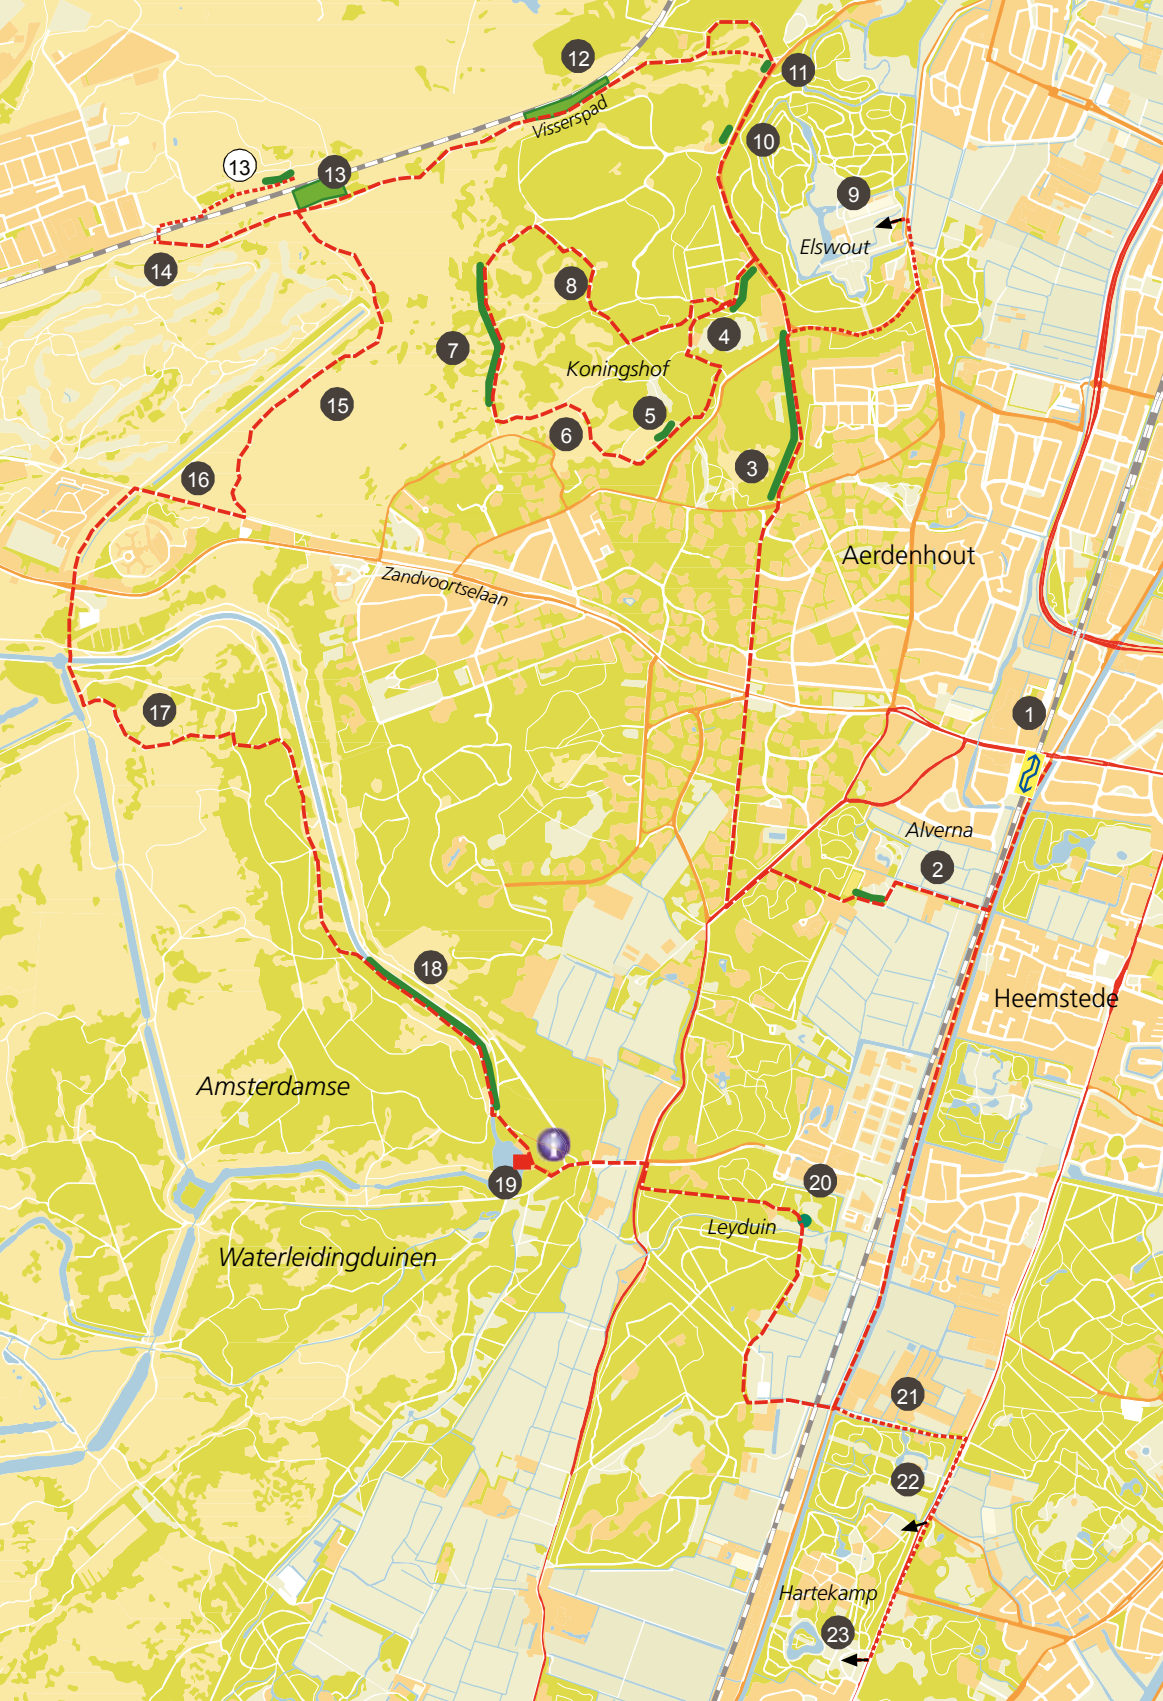 12
11
Visserspad
10
13
13
9
Elswout
14
8
4
7
Koningshof
15
5
6
3
16
Aerdenhout
Zandvoortselaan
17
1
Alverna
2
18
Heemstede
Amsterdamse
i
19
20
Leyduin
Waterleidingduinen
21
22
Hartekamp
23